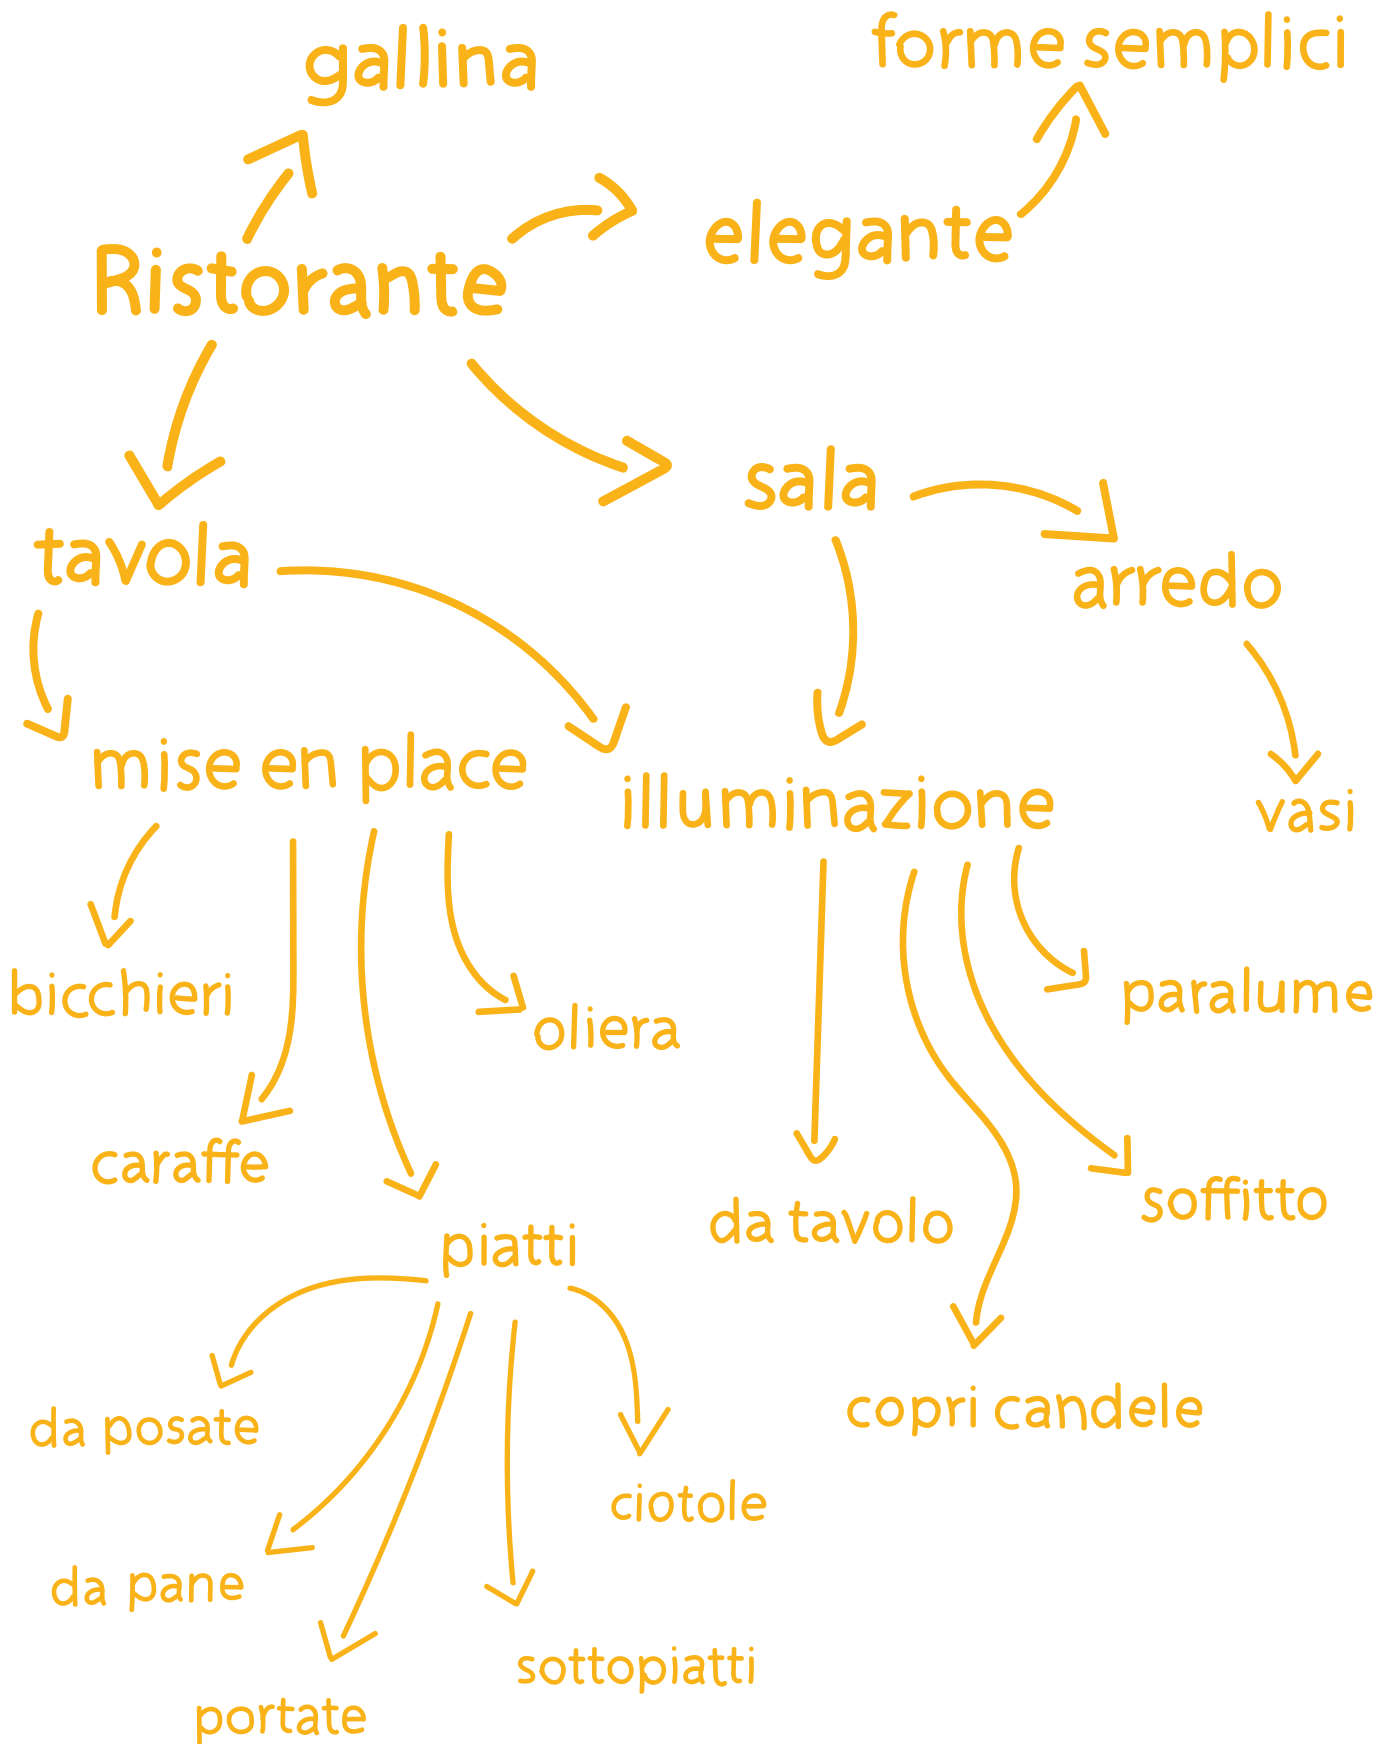 gallina
forme semplici
elegante
Ristorante
sala
tavola
arredo
mise en place
illuminazione
vasi
bicchieri
oliera
paralume
caraffe
soffitto
da tavolo
piatti
copri candele
da posate
ciotole
da pane
sottopiatti
portate